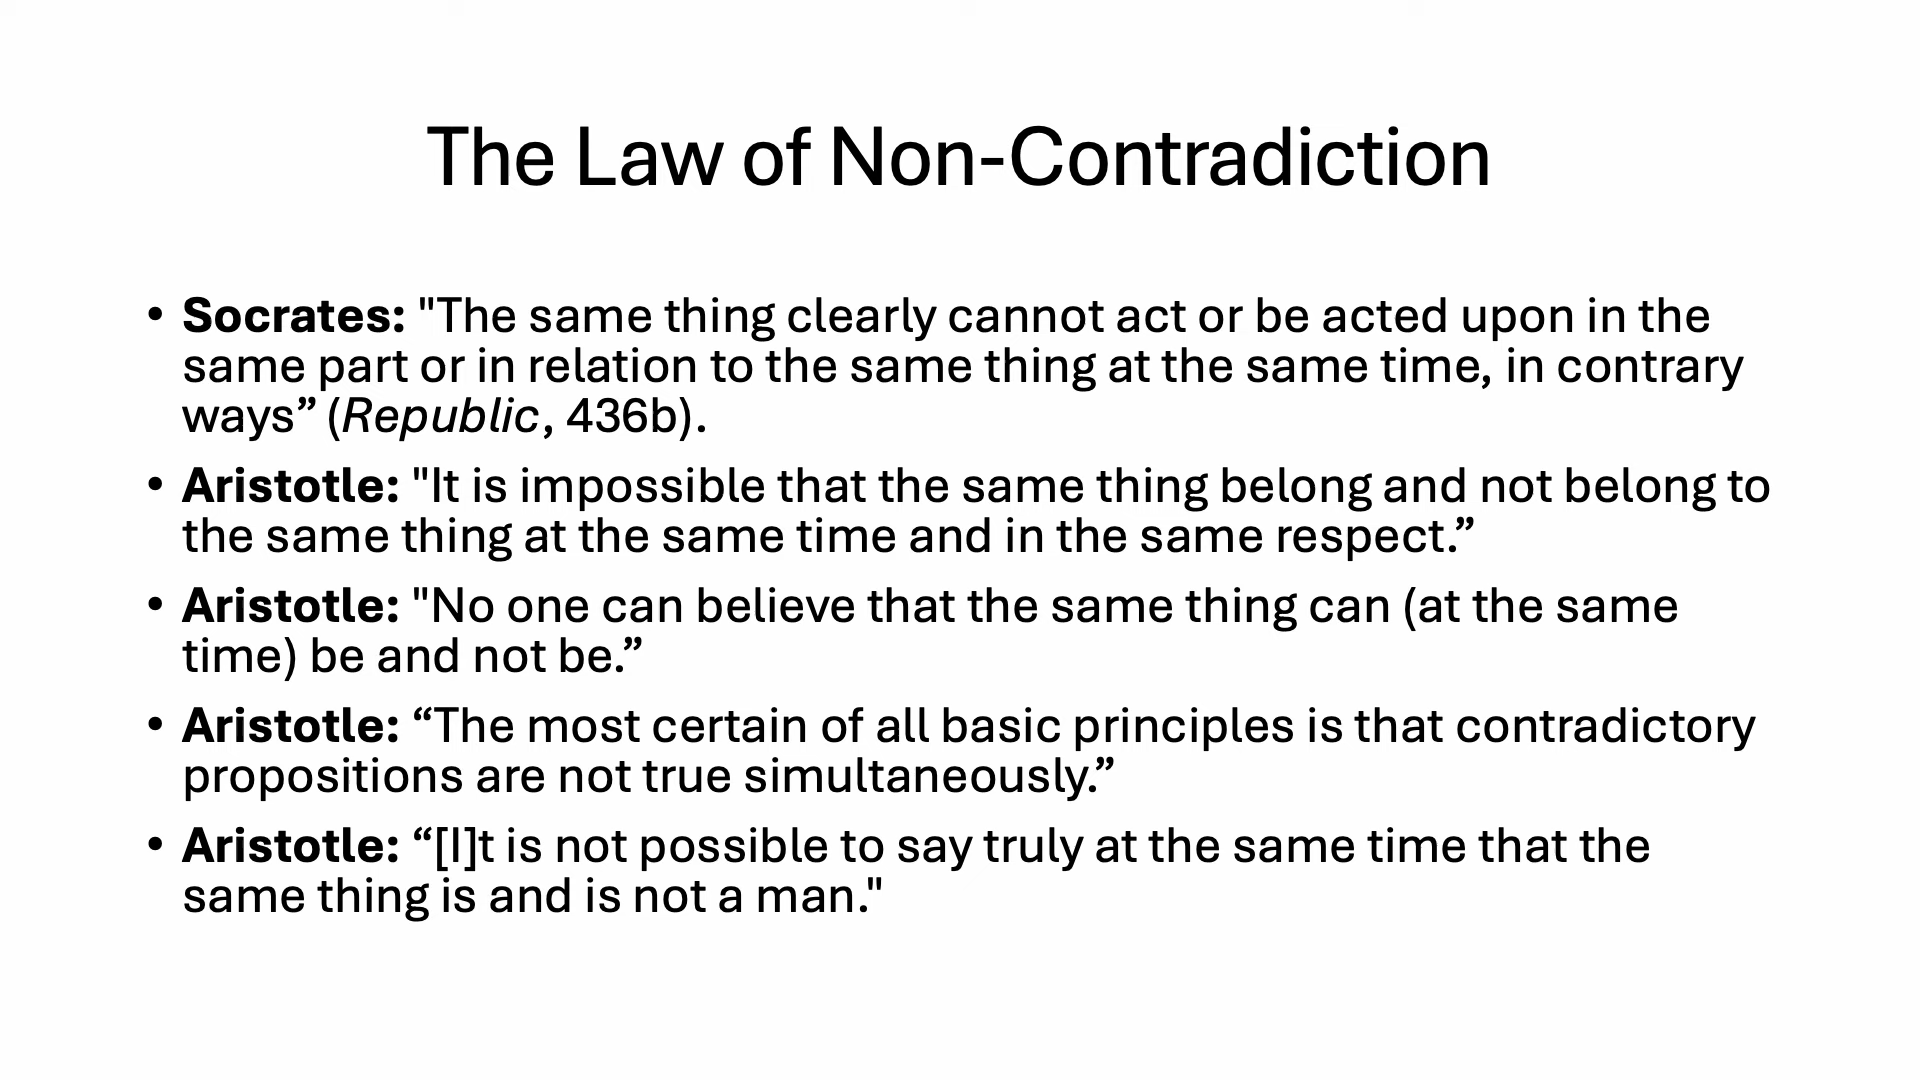 The Law of Non-Contradiction
• Socrates: "The same thing clearly cannot act or be acted upon in the
same part or in relation to the same thing at the same time, in contrary
ways” (Republic, 436b).
• Aristotle: "It is impossible that the same thing belong and not belong to
the same thing at the same time and in the same respect.”
• Aristotle: "No one can believe that the same thing can (at the same
time) be and not be.”
• Aristotle: “The most certain of all basic principles is that contradictory
propositions are not true simultaneously.”
• Aristotle: “[I]t is not possible to say truly at the same time that the
same thing is and is not a man."